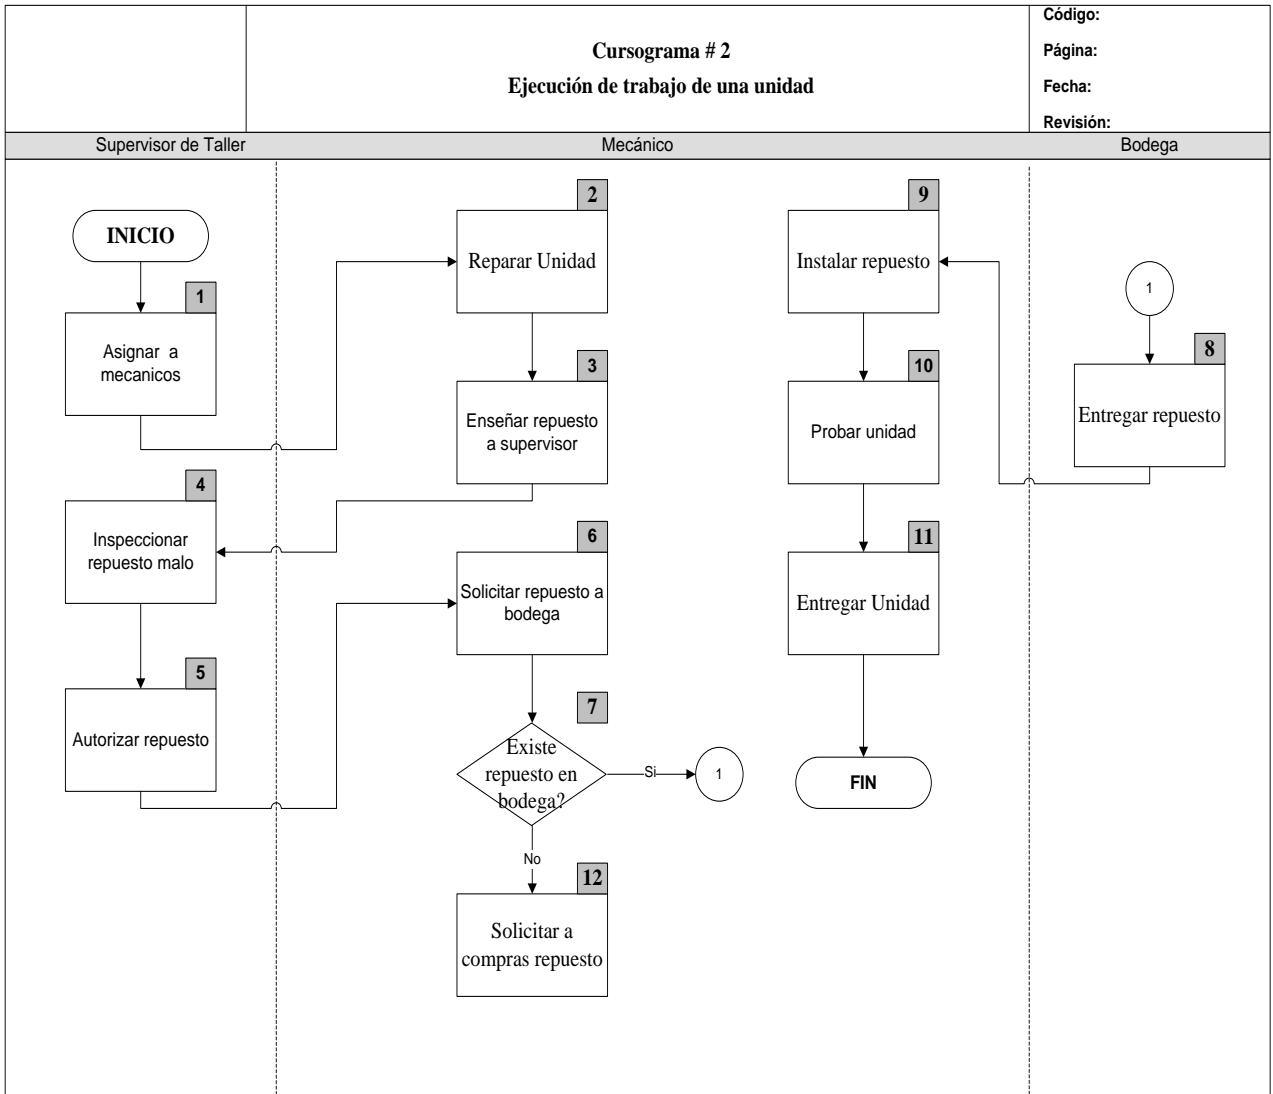 Cursograma # 2
Ejecución de trabajo de una unidad
Código:
Página:
Fecha:
Revisión:
Supervisor de Taller
Mecánico
Bodega
INICIO
1
Asignar a
mecanicos
2
Reparar Unidad
3
Enseñar repuesto
a supervisor
4
Inspeccionar
repuesto malo
5
Autorizar repuesto
6
Solicitar repuesto a
bodega
7
Existe
repuesto en
bodega?
Si
1
No
12
Solicitar a
compras repuesto
9
Instalar repuesto
10
Probar unidad
11
Entregar Unidad
FIN
1
8
Entregar repuesto